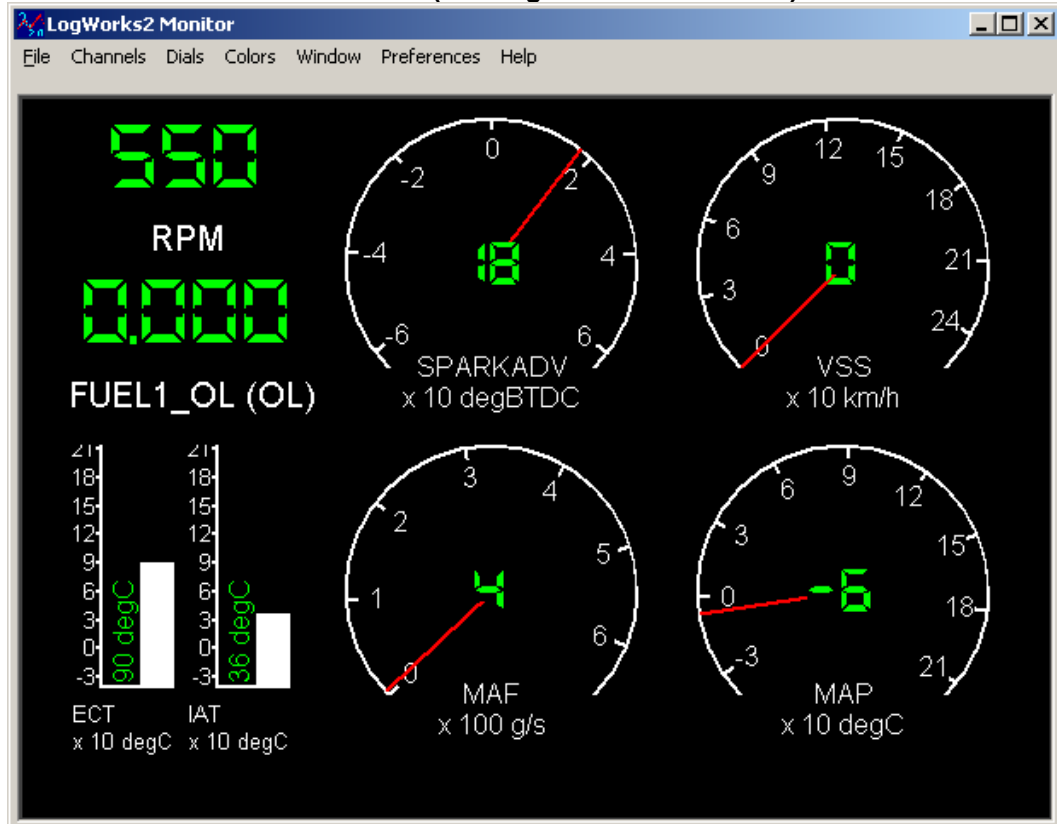 LogWorks2 Monitor
File Channels Dials Colors Window Preferences Help
550
RPM
0.000
FUEL1_OL (OL)
-6 -4 -2 0 2 4 6
18
SPARKADV
x 10 degBTDC
0 3 6 9 12 15 18 21 24
0
VSS
x 10 km/h
21
18
15
12
9
6
3
0
-3
90 degC
ECT
x 10 degC
21
18
15
12
9
6
3
0
-3
36 degC
IAT
x 10 degC
0 1 2 3 4 5 6
4
MAF
x 100 g/s
-3 0 3 6 9 12 15 18 21
-6
MAP
x 10 degC